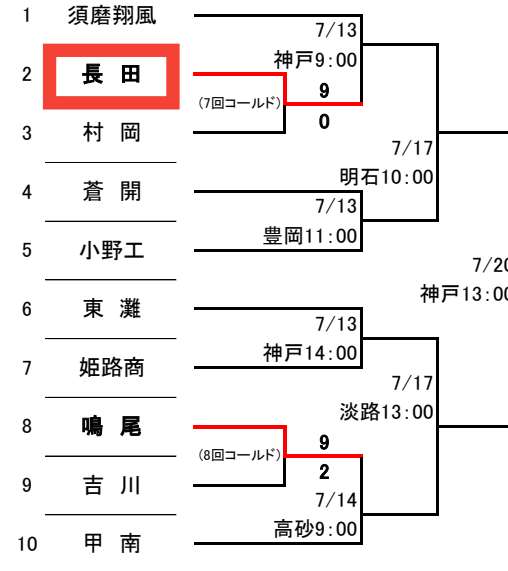 1 須磨翔風
7/13
神戸9:00
2 長 田
9
(7回コールド)
0
3 村 岡
7/17
明石10:00
4 蒼 開
7/13
豊岡11:00
5 小野工
7/20
神戸13:00
6 東 灘
7/13
神戸14:00
7 姫路商
7/17
淡路13:00
8 鳴 尾
9
(8回コールド)
2
9 吉 川
7/14
高砂9:00
10 甲 南